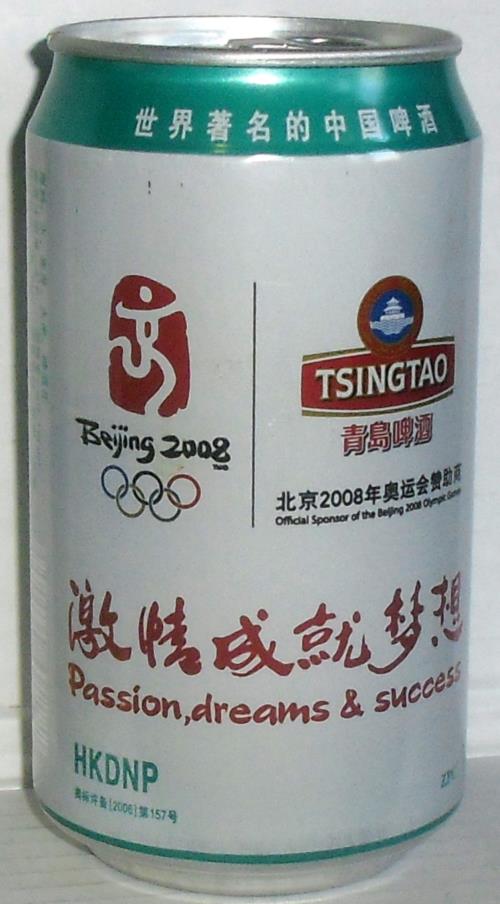 世界著名的中国啤酒
Beijing 2008
TSINGTAO
青島啤酒
北京2008年奥运会赞助商
Official Sponsor of the Beijing 2008 Olympic Games
激情成就梦想
Passion, dreams & success
HKDNP
奥标许备[2006]第157号